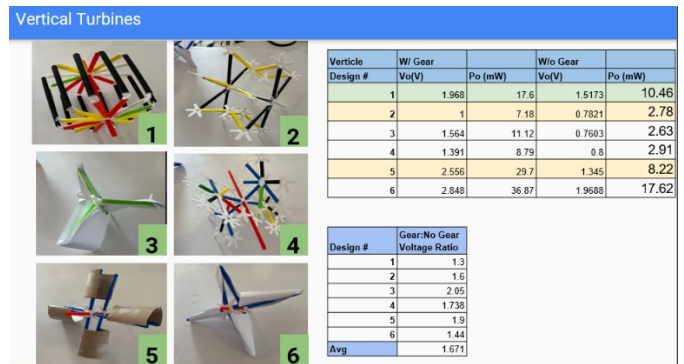 Vertical Turbines
1
2
3
4
5
6
Verticle W/ Gear W/o Gear
Design # Vo(V) Po (mW) Vo(V) Po (mW)
1 1.968 17.6 1.5173 10.46
2 1 7.18 0.7821 2.78
3 1.564 11.12 0.7603 2.63
4 1.391 8.79 0.8 2.91
5 2.556 29.7 1.345 8.22
6 2.848 36.87 1.9688 17.62
Gear:No Gear
Design # Voltage Ratio
1 1.3
2 1.6
3 2.05
4 1.738
5 1.9
6 1.44
Avg 1.671